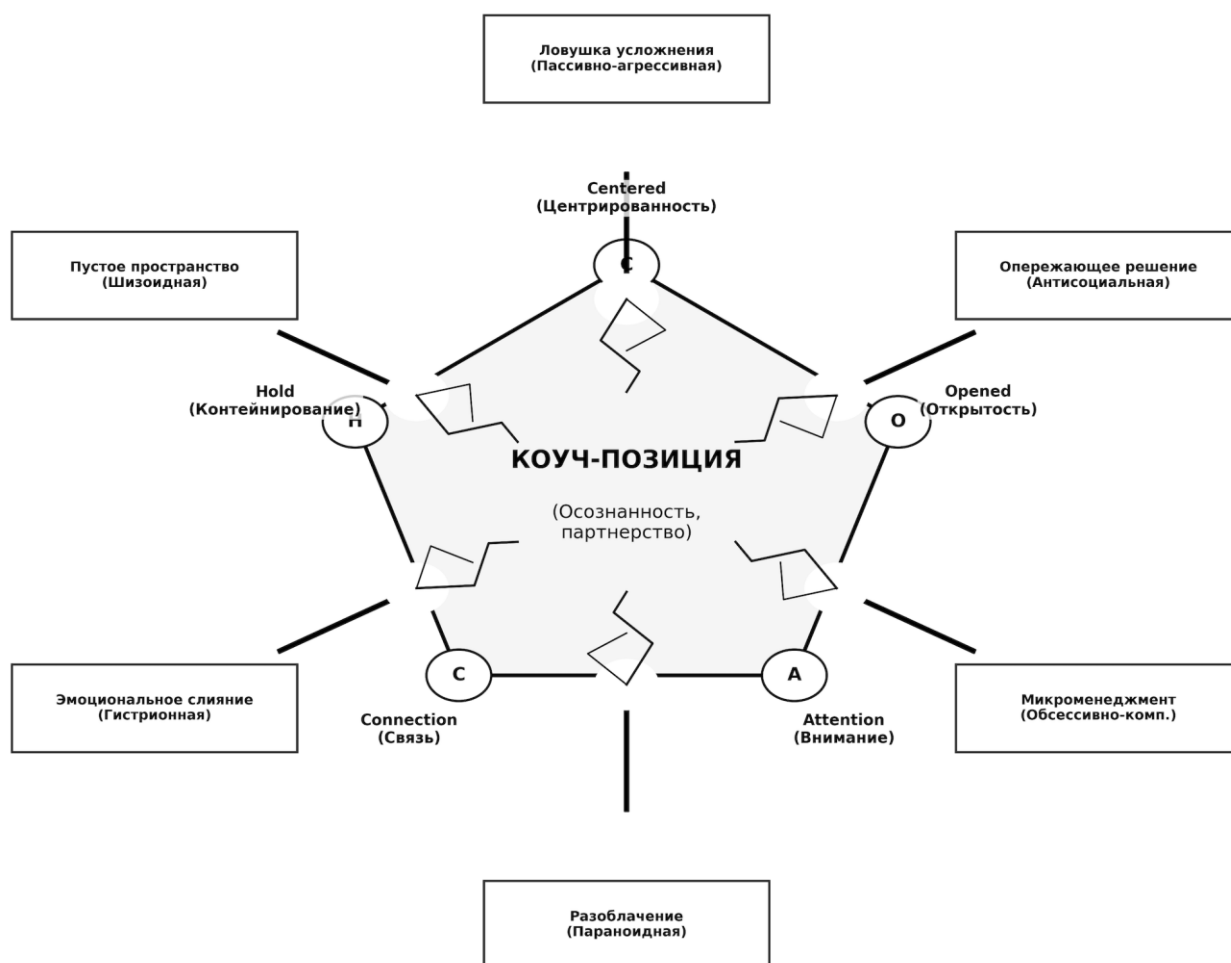 Ловушка усложнения
(Пассивно-агрессивная)
Centered
(Центрированность)
C
Пустое пространство
(Шизоидная)
Опережающее решение
(Антисоциальная)
Hold
(Контейнирование)
H
Opened
(Открытость)
O
КОУЧ-ПОЗИЦИЯ
(Осознанность,
партнерство)
Эмоциональное слияние
(Гистрионная)
C
Connection
(Связь)
A
Attention
(Внимание)
Микроменеджмент
(Обсессивно-комп.)
Разоблачение
(Параноидная)